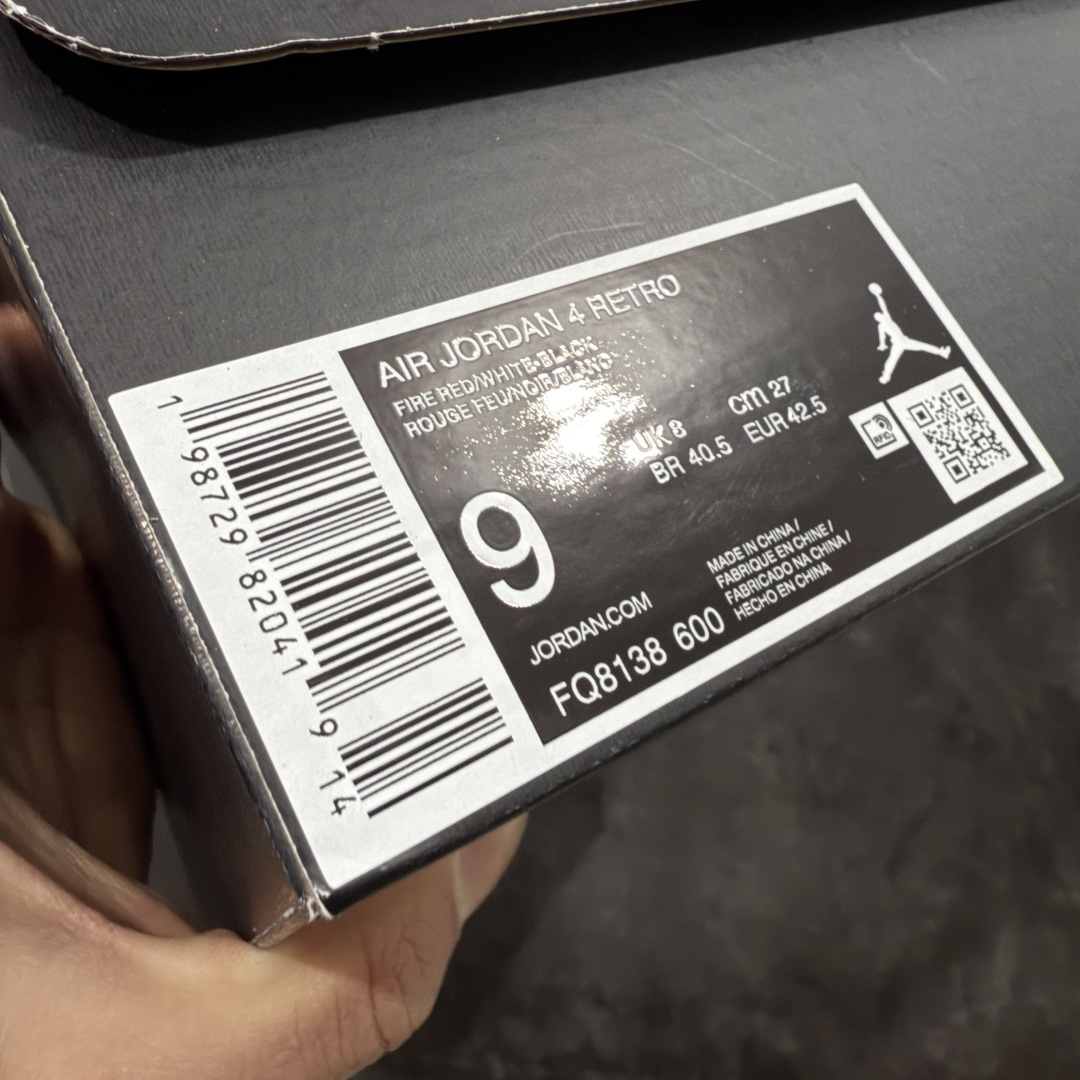 AIR JORDAN 4 RETRO
FIRE RED/WHITE-BLACK
ROUGE FEU/NOIR/BLANC
UK 8
cm 27
BR 40.5
EUR 42.5
RFID
9
JORDAN.COM
FQ8138 600
MADE IN CHINA /
FABRIQUE EN CHINE /
FABRICADO NA CHINA /
HECHO EN CHINA
1 98729 82041 9 14